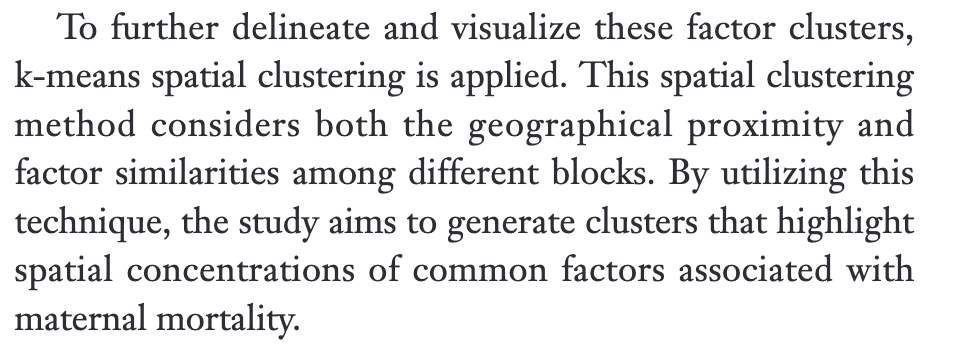 To further delineate and visualize these factor clusters,
k-means spatial clustering is applied. This spatial clustering
method considers both the geographical proximity and
factor similarities among different blocks. By utilizing this
technique, the study aims to generate clusters that highlight
spatial concentrations of common factors associated with
maternal mortality.